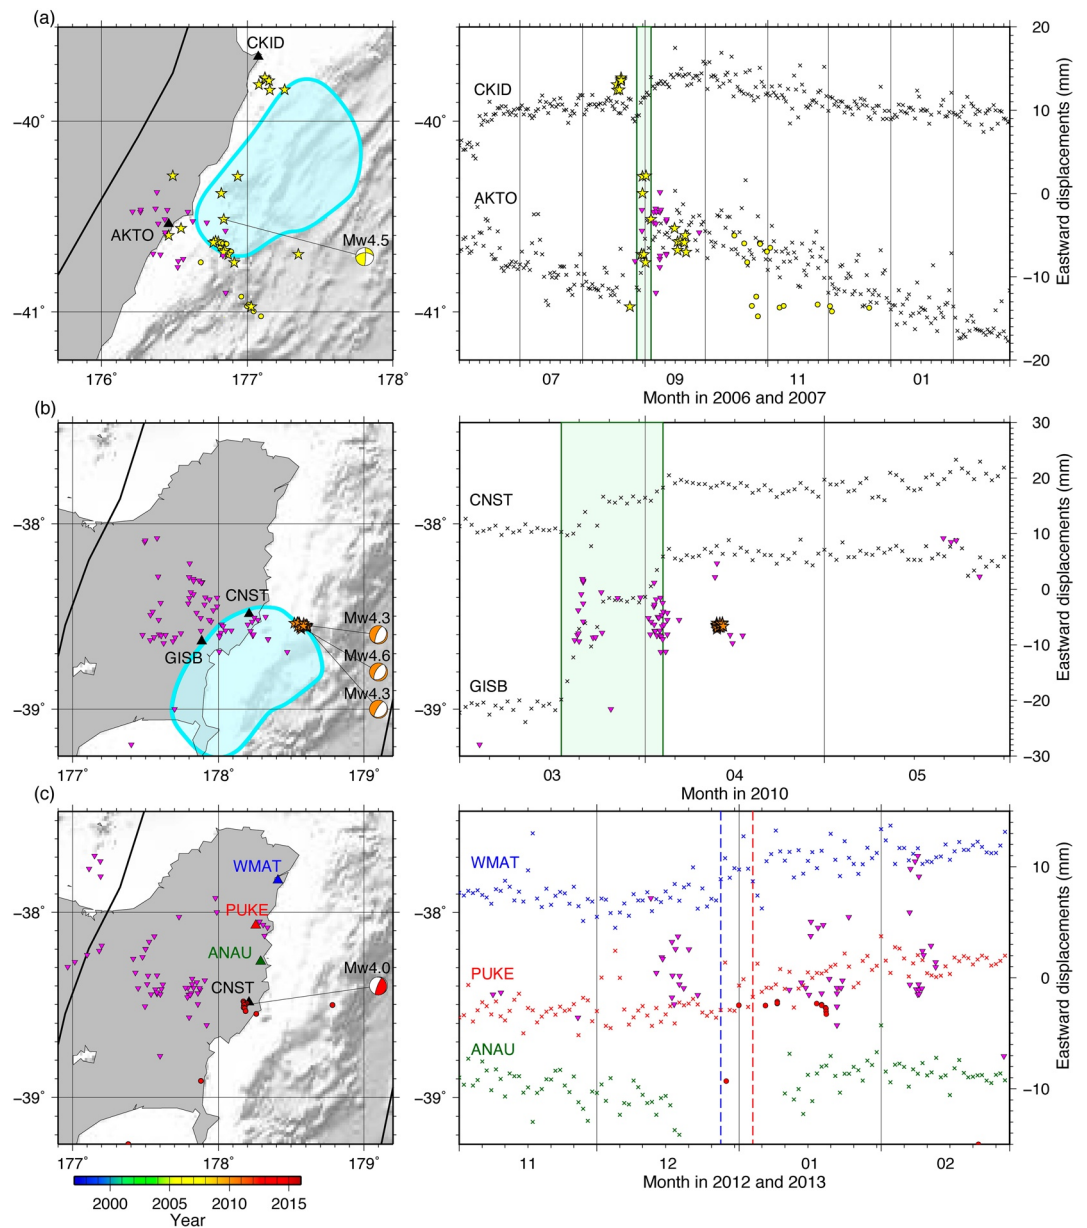 (a)
CKID
AKTO
Mw4.5
−40˚
−41˚
176˚ 177˚ 178˚
CKID
AKTO
20
10
0
−10
−20
Eastward displacements (mm)
07 09 11 01
Month in 2006 and 2007
(b)
CNST
GISB
Mw4.3
Mw4.6
Mw4.3
−38˚
−39˚
177˚ 178˚ 179˚
CNST
GISB
30
20
10
0
−10
−20
−30
Eastward displacements (mm)
03 04 05
Month in 2010
(c)
WMAT
PUKE
ANAU
CNST
Mw4.0
−38˚
−39˚
177˚ 178˚ 179˚
WMAT
PUKE
ANAU
10
0
−10
Eastward displacements (mm)
11 12 01 02
Month in 2012 and 2013
2000 2005 2010 2015
Year